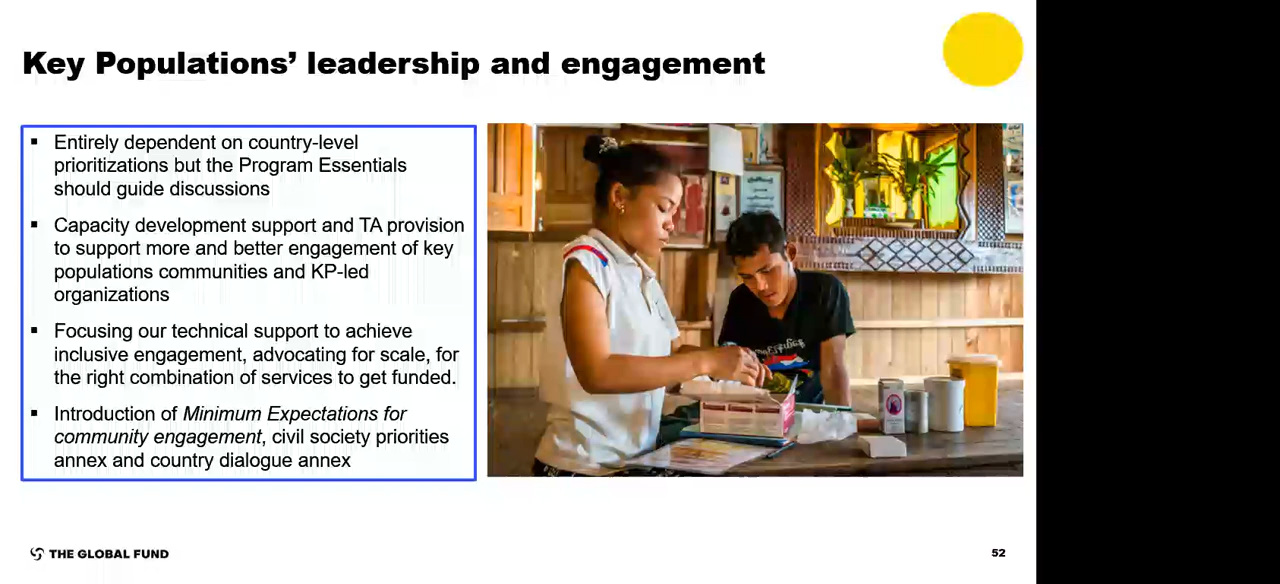 Key Populations’ leadership and engagement
▪ Entirely dependent on country-level
prioritizations but the Program Essentials
should guide discussions
▪ Capacity development support and TA provision
to support more and better engagement of key
populations communities and KP-led
organizations
▪ Focusing our technical support to achieve
inclusive engagement, advocating for scale, for
the right combination of services to get funded.
▪ Introduction of Minimum Expectations for
community engagement, civil society priorities
annex and country dialogue annex
THE GLOBAL FUND
52